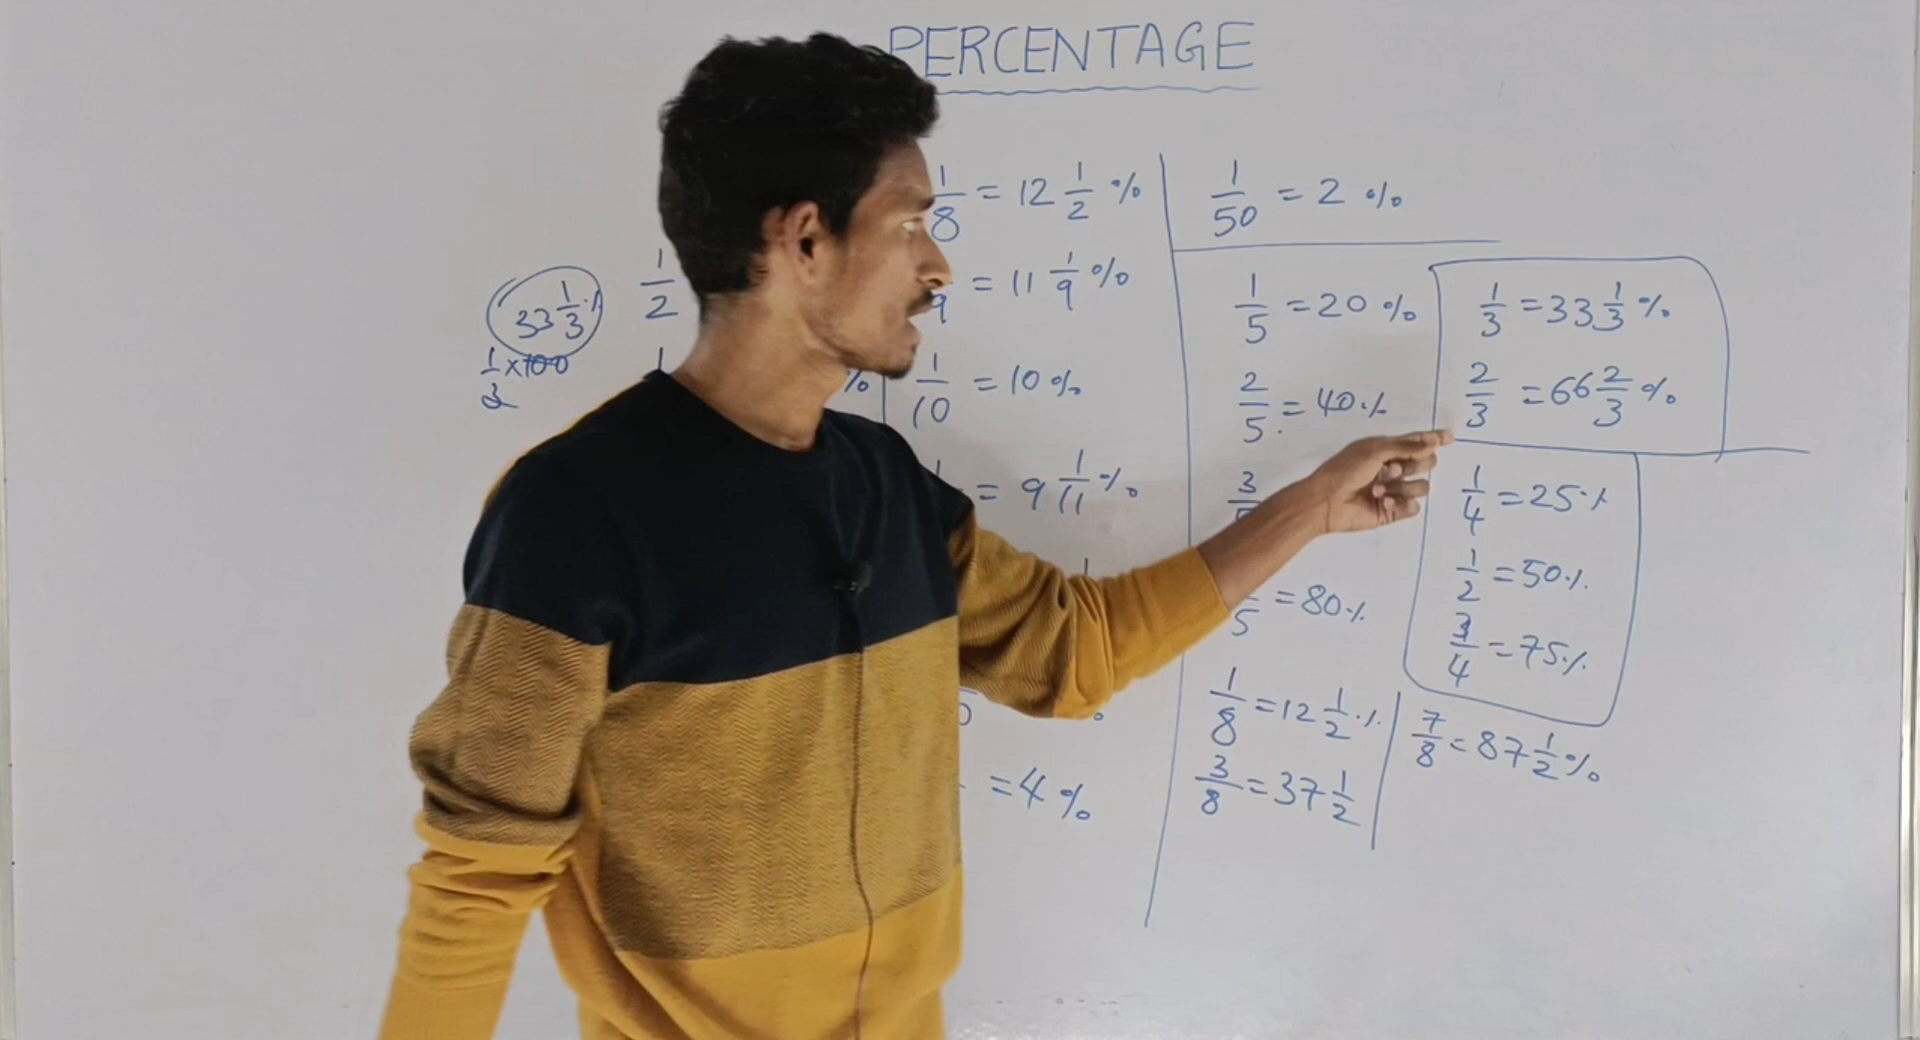 PERCENTAGE
33 1/3 %
1/3 × 100
1/2
%
1/8 = 12 1/2 %
= 11 1/9 %
1/10 = 10 %
= 9 1/11 %
= 4 %
1/50 = 2 %
1/5 = 20 %
2/5 = 40 %
3
5 = 80 %
1/8 = 12 1/2 %
3/8 = 37 1/2
1/3 = 33 1/3 %
2/3 = 66 2/3 %
1/4 = 25 %
1/2 = 50 %
3/4 = 75 %
7/8 = 87 1/2 %